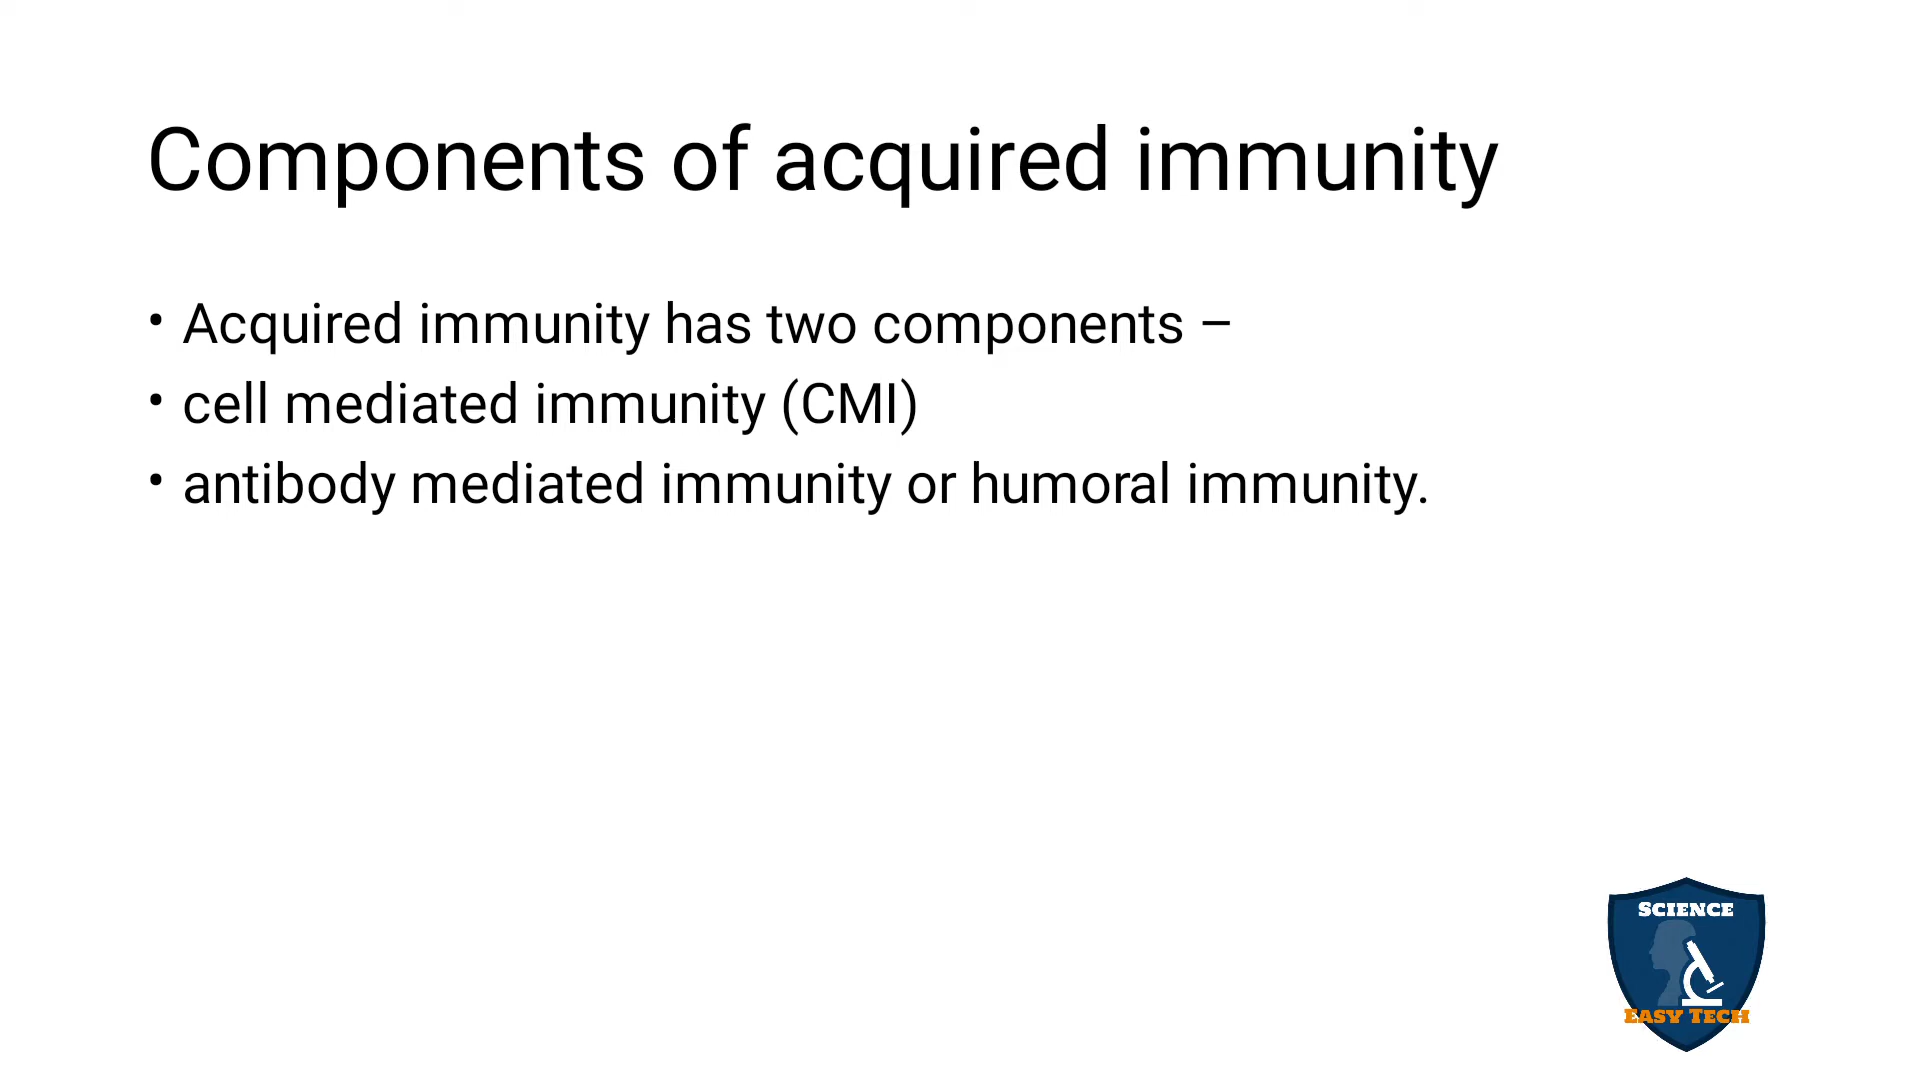 Components of acquired immunity
• Acquired immunity has two components –
• cell mediated immunity (CMI)
• antibody mediated immunity or humoral immunity.
SCIENCE
EASY TECH